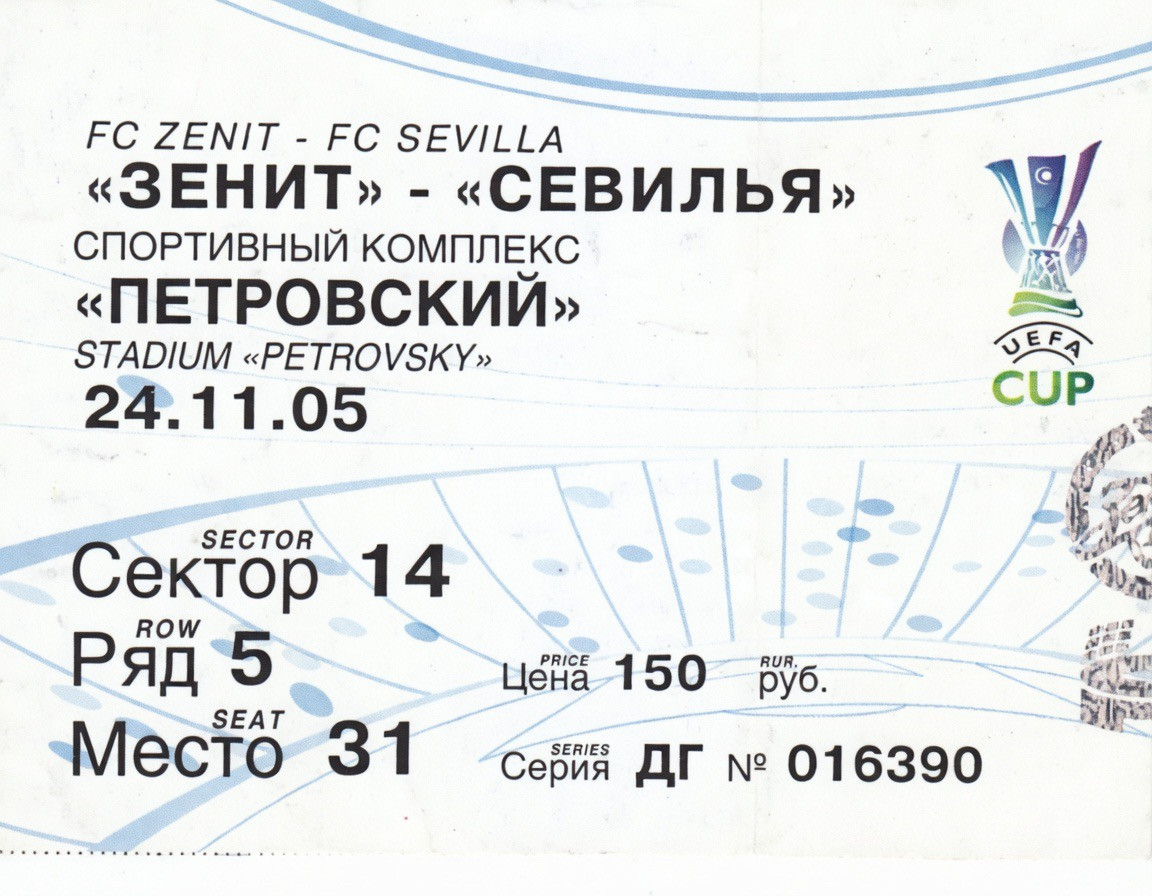 FC ZENIT - FC SEVILLA
«ЗЕНИТ» - «СЕВИЛЬЯ»
СПОРТИВНЫЙ КОМПЛЕКС
«ПЕТРОВСКИЙ»
STADIUM «PETROVSKY»
24.11.05
UEFA
CUP
SECTOR
Сектор 14
ROW
Ряд 5
SEAT
Место 31
PRICE RUR.
Цена 150 руб.
SERIES
Серия ДГ № 016390